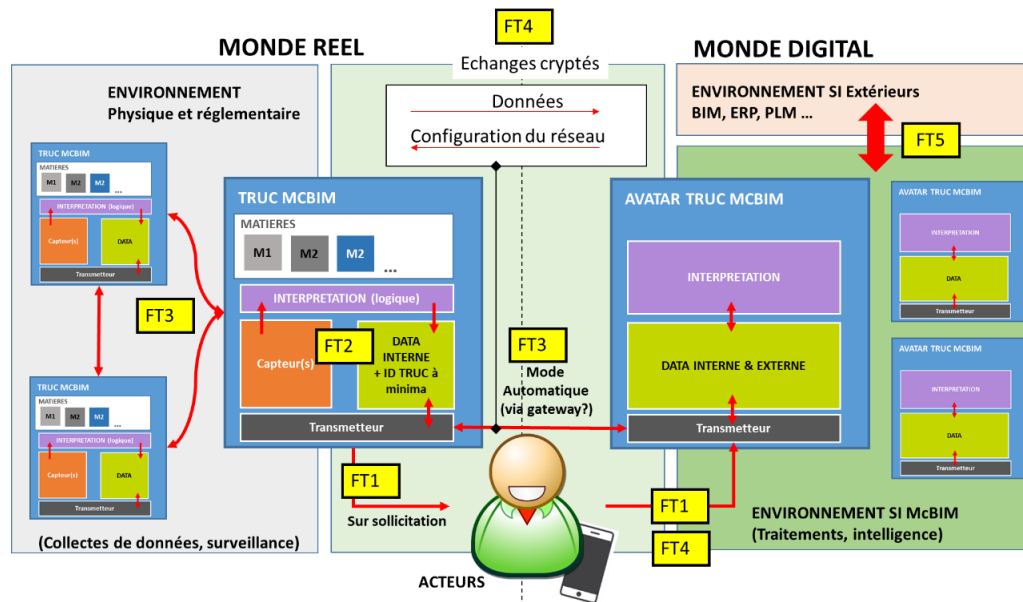 FT4
MONDE REEL
MONDE DIGITAL
Echanges cryptés
Données
Configuration du réseau
ENVIRONNEMENT
Physique et réglementaire
ENVIRONNEMENT SI Extérieurs
BIM, ERP, PLM ...
FT5
TRUC MCBIM
MATIERES
M1
M2
M2
...
INTERPRETATION (logique)
Capteur(s)
DATA
Transmetteur
FT3
TRUC MCBIM
MATIERES
M1
M2
M2
...
INTERPRETATION (logique)
Capteur(s)
DATA
Transmetteur
(Collectes de données, surveillance)
TRUC MCBIM
MATIERES
M1
M2
M2
...
INTERPRETATION (logique)
Capteur(s)
FT2
DATA
INTERNE
+ ID TRUC à
minima
Transmetteur
FT3
Mode
Automatique
(via gateway?)
FT1
Sur sollicitation
ACTEURS
AVATAR TRUC MCBIM
INTERPRETATION
DATA INTERNE & EXTERNE
Transmetteur
FT1
FT4
AVATAR TRUC MCBIM
INTERPRETATION
DATA
Transmetteur
AVATAR TRUC MCBIM
INTERPRETATION
DATA
Transmetteur
ENVIRONNEMENT SI McBIM
(Traitements, intelligence)